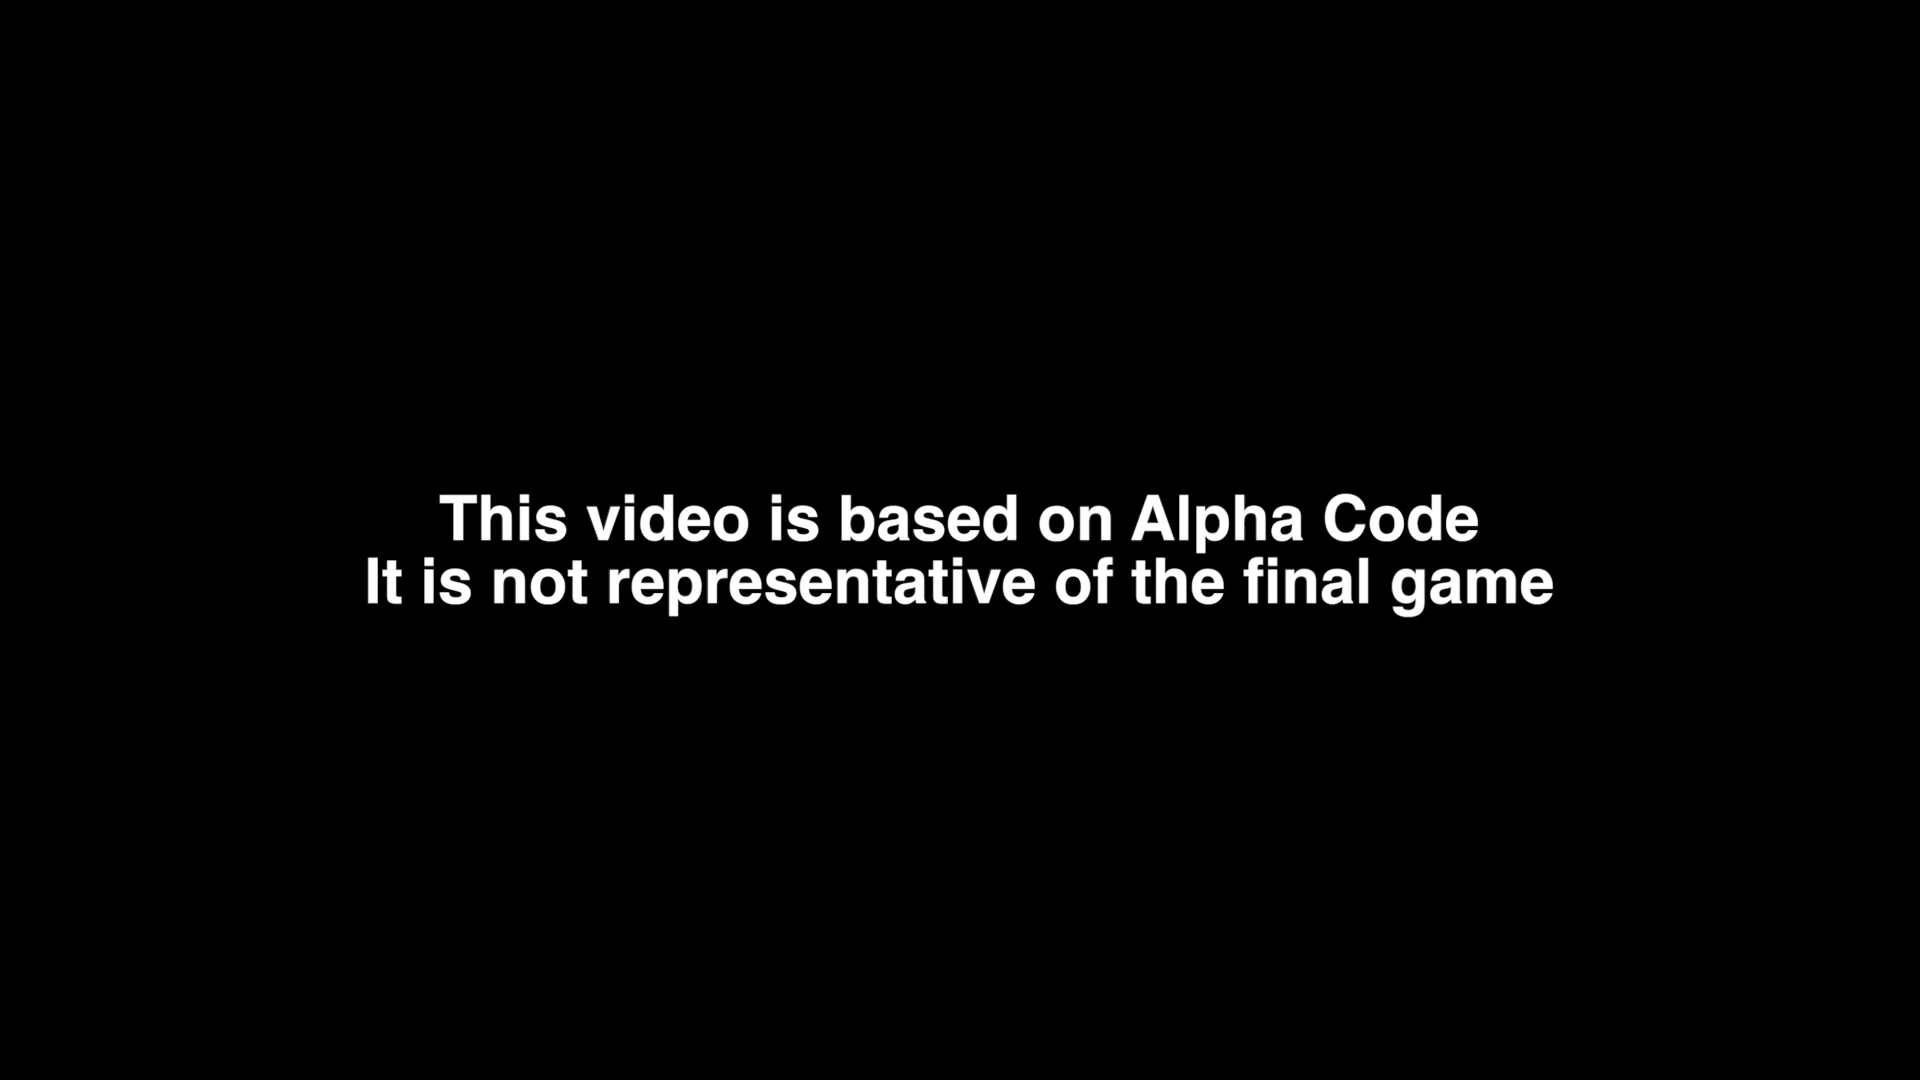 This video is based on Alpha Code
It is not representative of the final game